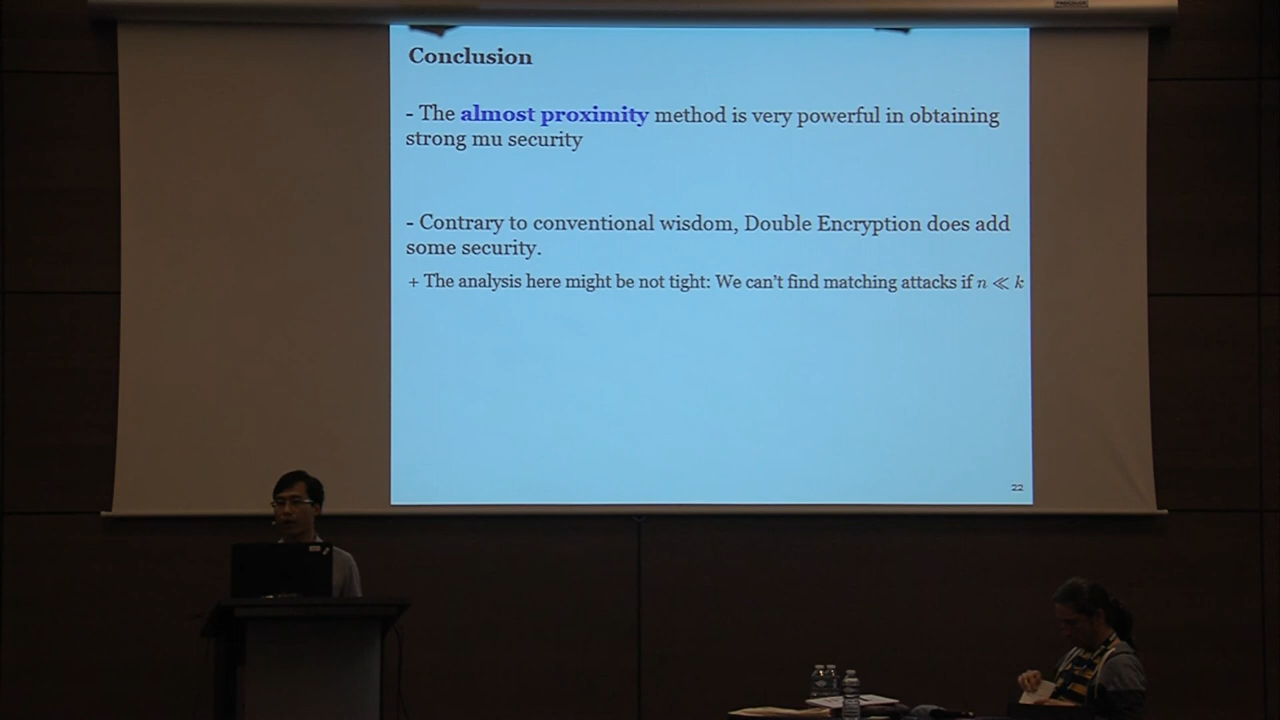 Conclusion
- The almost proximity method is very powerful in obtaining
strong mu security
- Contrary to conventional wisdom, Double Encryption does add
some security.
+ The analysis here might be not tight: We can't find matching attacks if n ≪ k
22